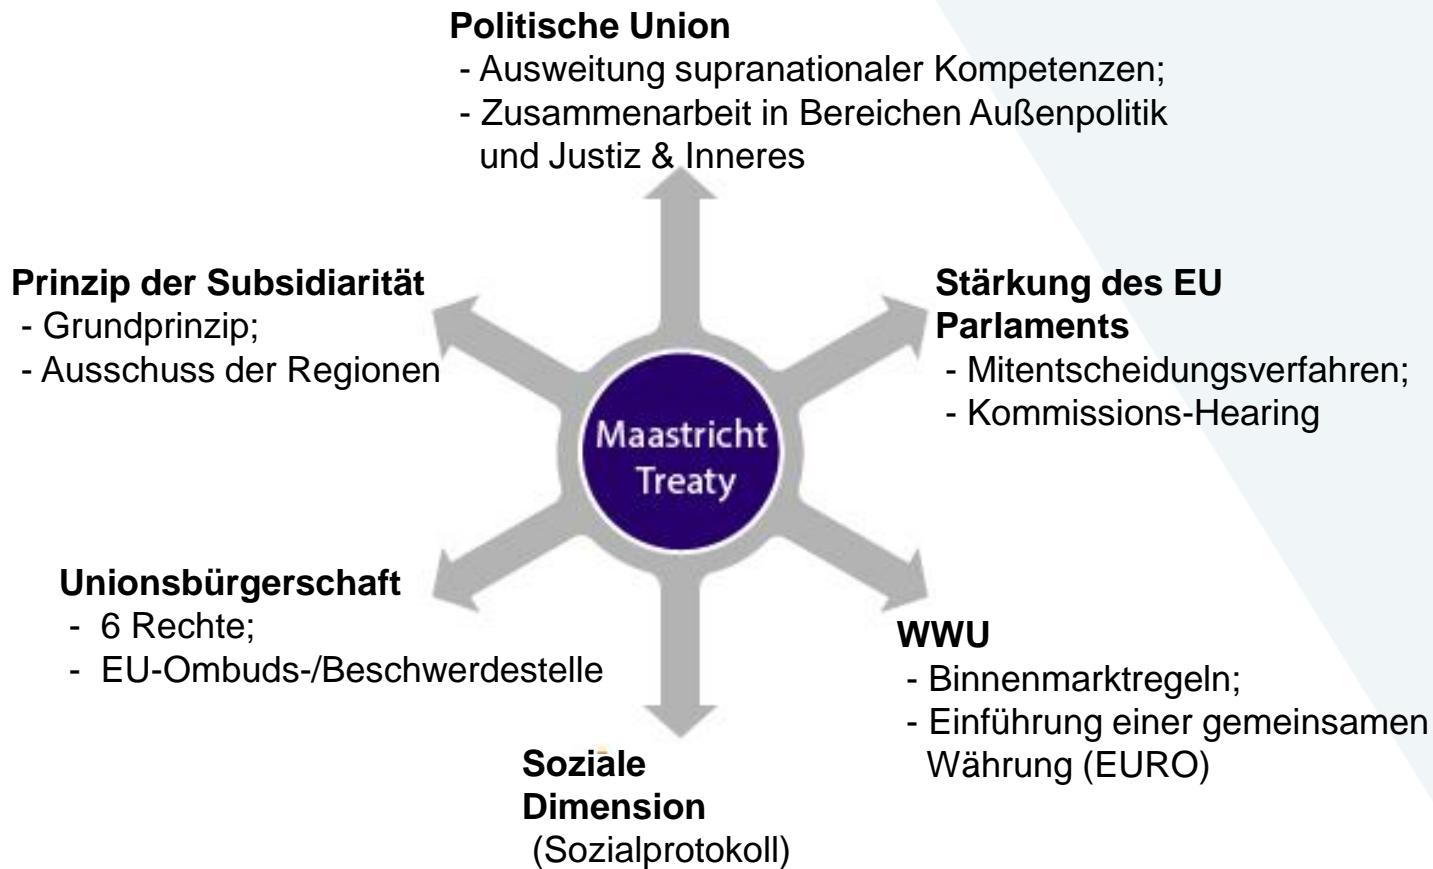 Politische Union
- Ausweitung supranationaler Kompetenzen;
- Zusammenarbeit in Bereichen Außenpolitik
und Justiz & Inneres
Prinzip der Subsidiarität
- Grundprinzip;
- Ausschuss der Regionen
Stärkung des EU
Parlaments
- Mitentscheidungsverfahren;
- Kommissions-Hearing
Maastricht
Treaty
Unionsbürgerschaft
- 6 Rechte;
- EU-Ombuds-/Beschwerdestelle
WWU
- Binnenmarktregeln;
- Einführung einer gemeinsamen
Währung (EURO)
Soziale
Dimension
(Sozialprotokoll)